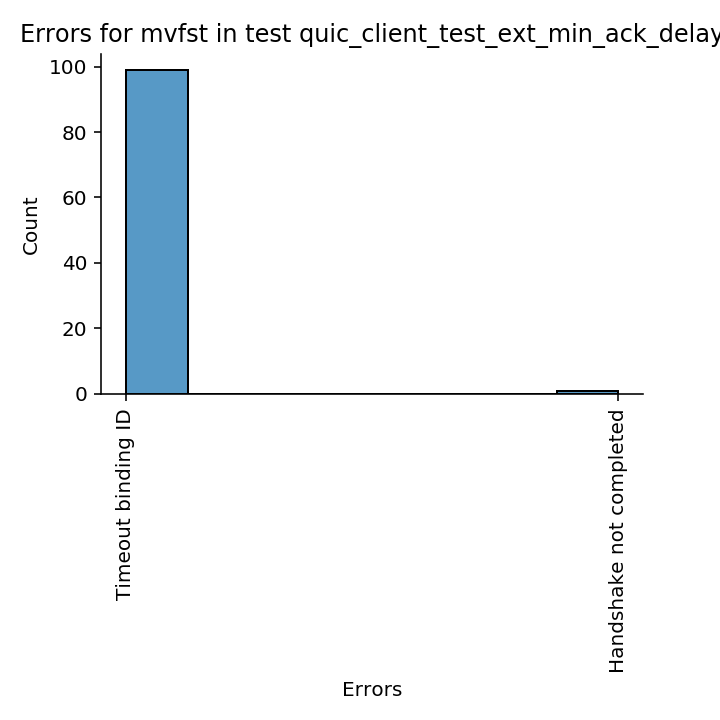 Errors for mvfst in test quic_client_test_ext_min_ack_delay
100
80
60
40
20
0
Count
Timeout binding ID
Handshake not completed
Errors